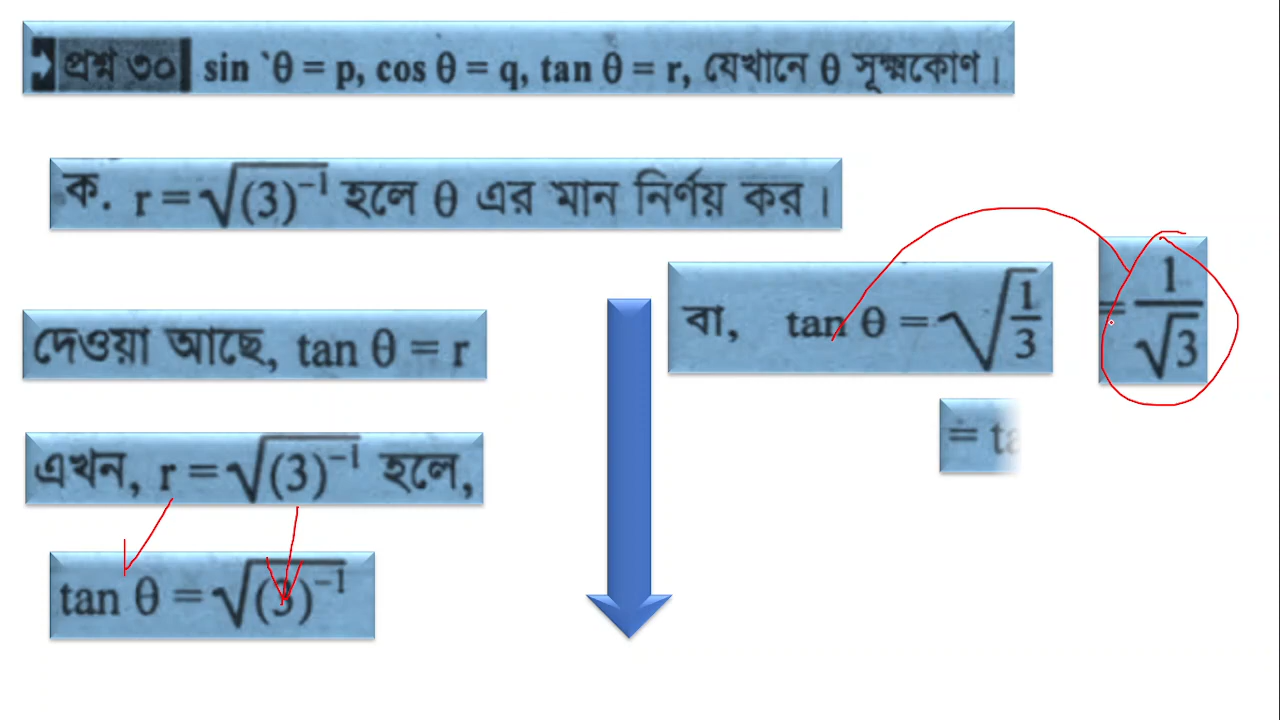 প্রশ্ন ৩০ sin θ = p, cos θ = q, tan θ = r, যেখানে θ সূক্ষ্মকোণ।
ক. r = √(3)⁻¹ হলে θ এর মান নির্ণয় কর।
দেওয়া আছে, tan θ = r
এখন, r = √(3)⁻¹ হলে,
tan θ = √(3)⁻¹
বা, tan θ = √(1/3) = 1/√3
= ta